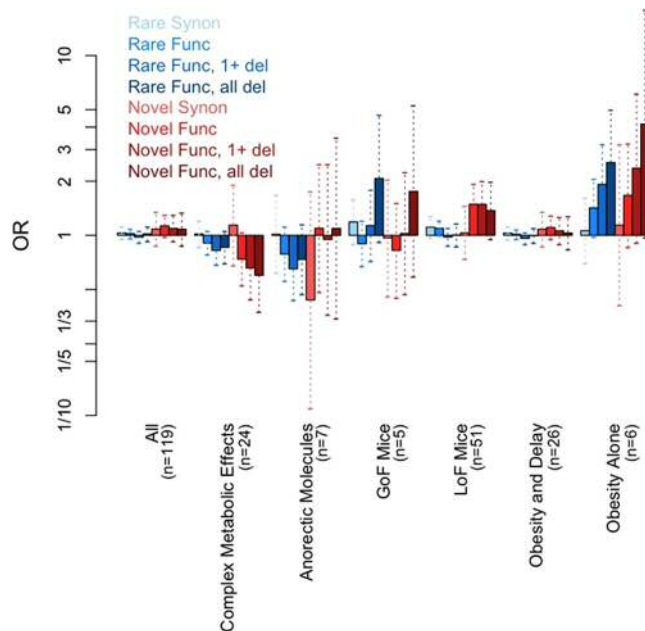 Rare Synon
Rare Func
Rare Func, 1+ del
Rare Func, all del
Novel Synon
Novel Func
Novel Func, 1+ del
Novel Func, all del
OR
10
5
3
2
1
1/3
1/5
1/10
All
(n=119)
Complex Metabolic Effects
(n=24)
Anorectic Molecules
(n=7)
GoF Mice
(n=5)
LoF Mice
(n=51)
Obesity and Delay
(n=26)
Obesity Alone
(n=6)